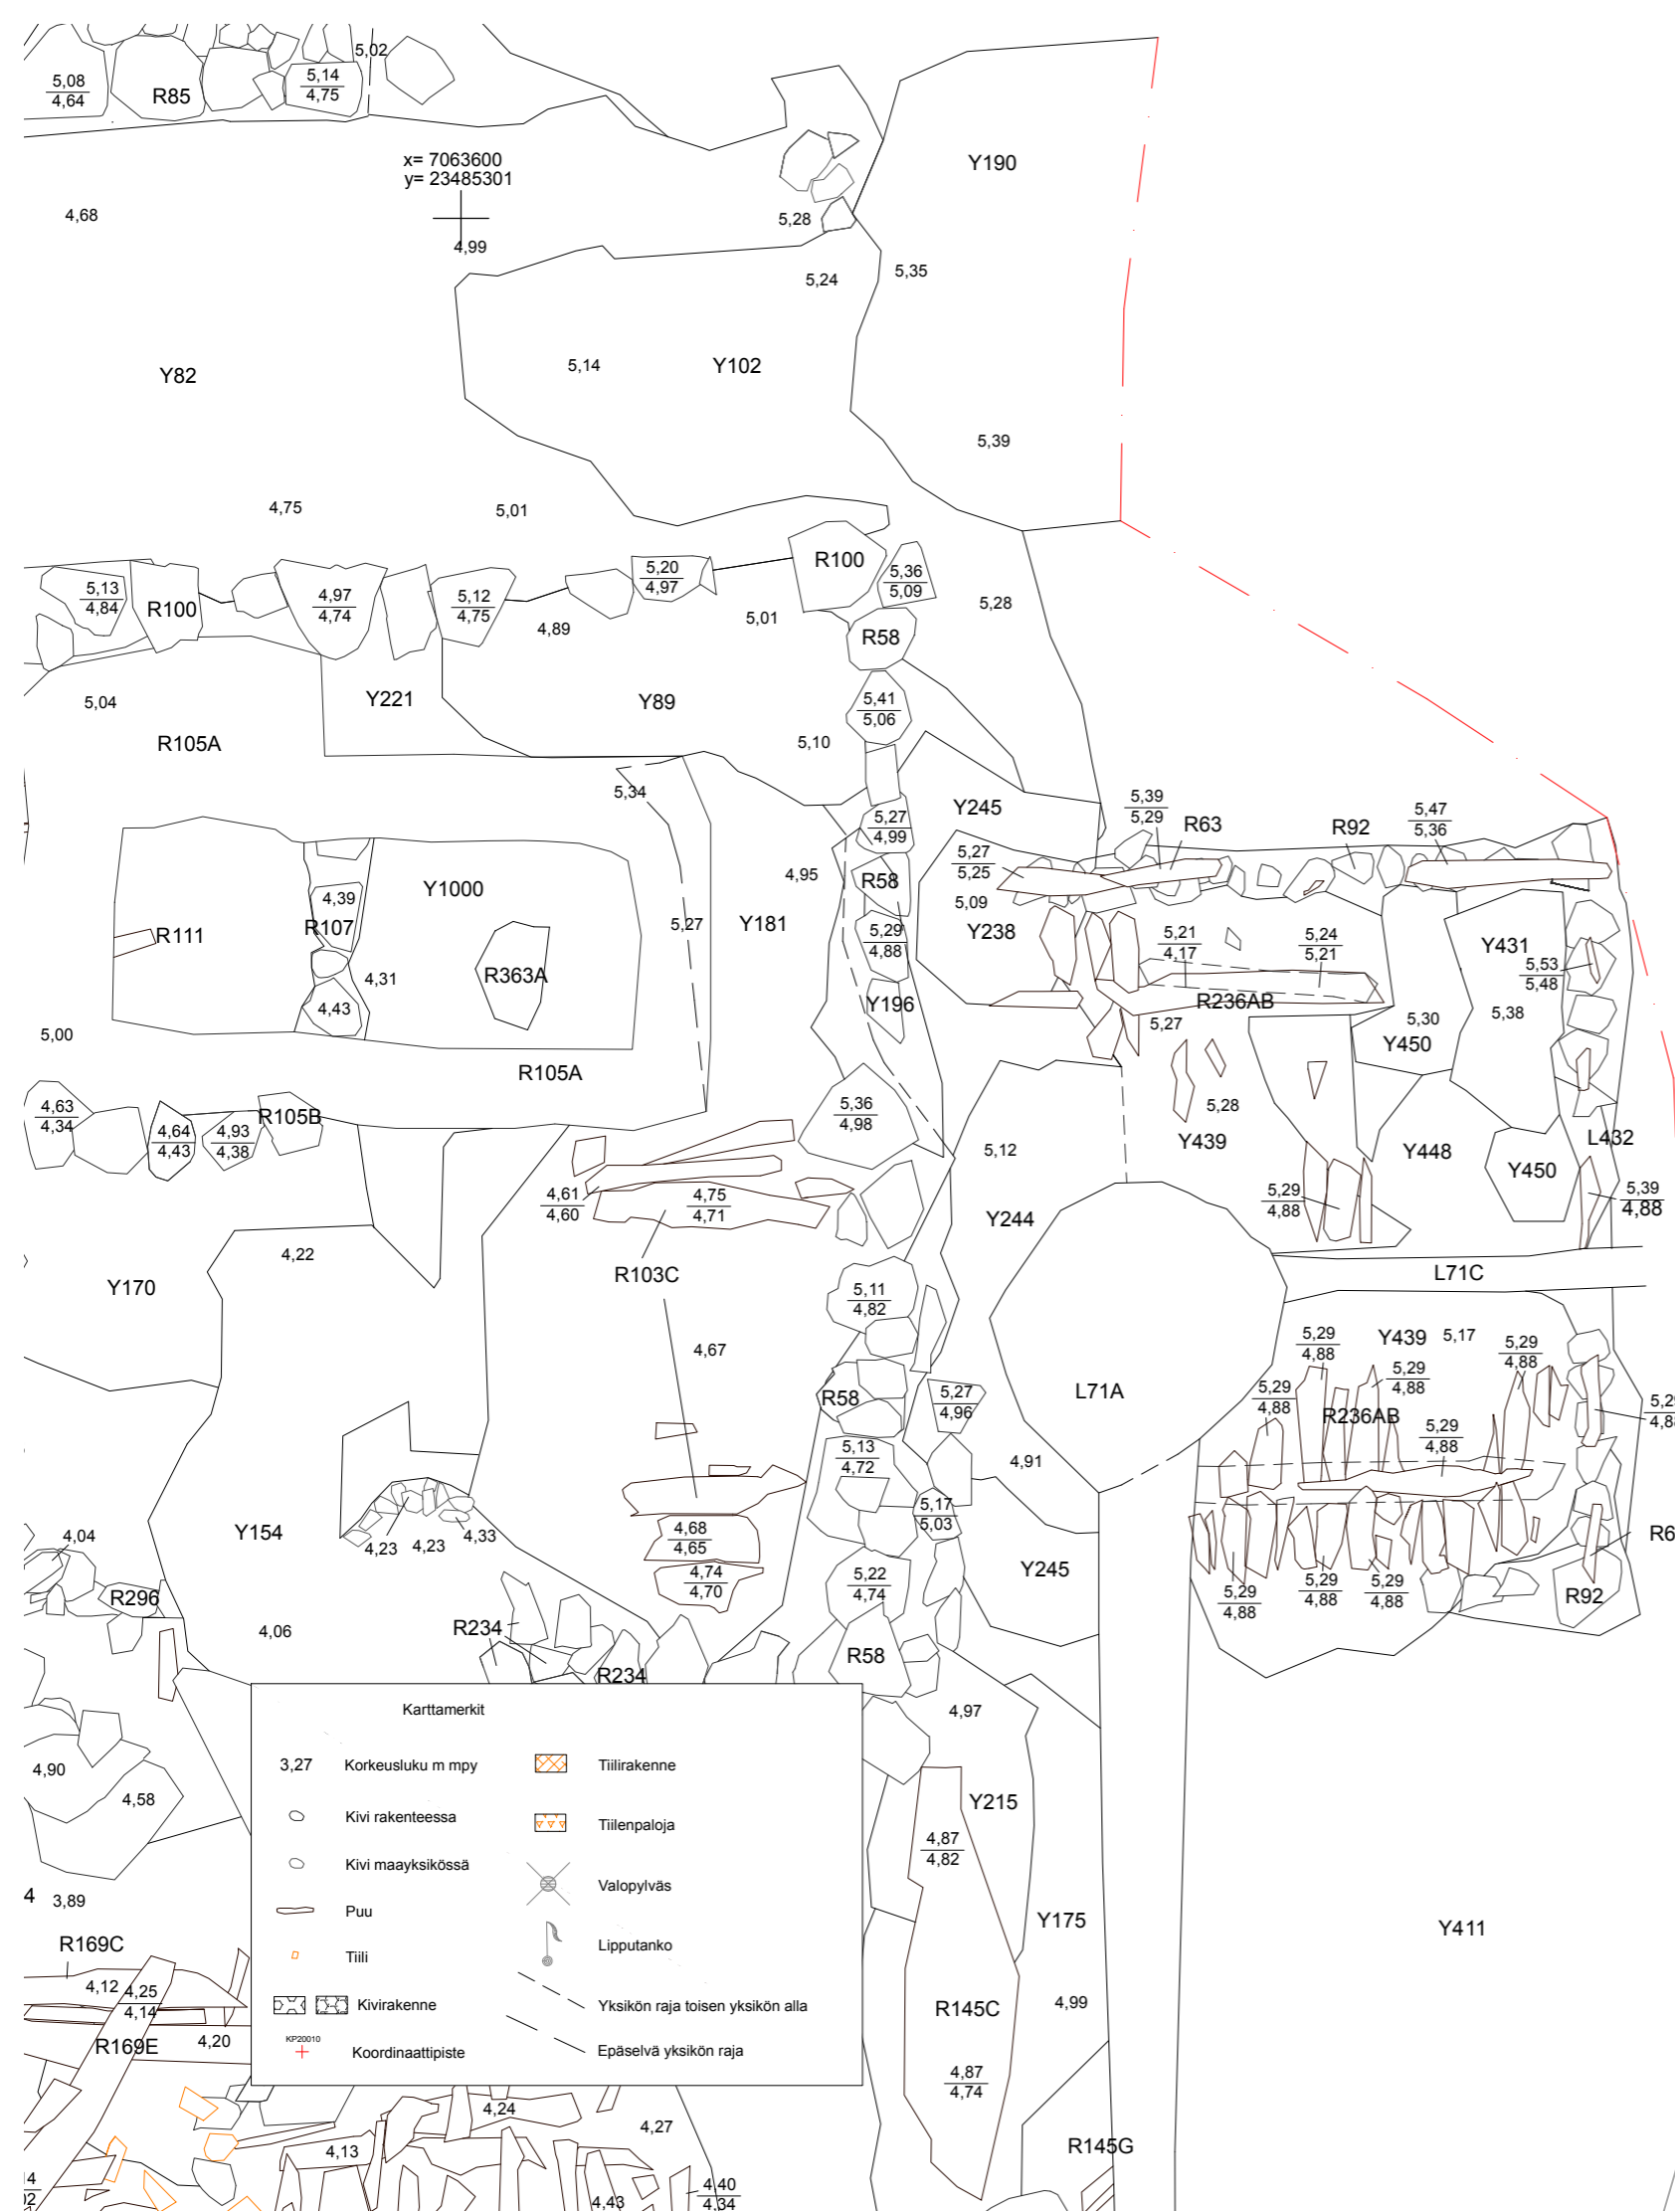 5,02
5,08
4,64
R85
5,14
4,75
x= 7063600
y= 23485301
Y190
4,68
5,28
4,99
5,24
5,35
5,14
Y102
Y82
5,39
4,75
5,01
R100
5,20
4,97
5,36
5,09
5,13
4,84
R100
4,97
4,74
5,12
4,75
4,89
5,01
5,28
R58
5,04
Y221
Y89
5,41
5,06
R105A
5,10
5,34
Y245
5,39
5,29
R63
R92
5,47
5,36
5,27
4,99
5,27
5,25
4,95
R58
Y1000
4,39
5,09
R107
R111
5,27
Y181
5,29
4,88
Y238
5,21
4,17
5,24
5,21
Y431
5,53
5,48
4,31
R363A
4,43
Y196
R236AB
5,27
5,30
5,38
5,00
Y450
R105A
4,63
4,34
R105B
4,64
4,43
4,93
4,38
5,36
4,98
5,28
Y439
L432
5,12
Y448
Y450
4,61
4,60
4,75
4,71
5,29
4,88
5,39
4,88
Y244
4,22
Y170
R103C
L71C
5,11
4,82
4,67
5,29
4,88
Y439
5,17
5,29
4,88
R58
5,27
4,96
L71A
5,29
4,88
5,29
4,88
R236AB
5,29
4,88
5,13
4,72
4,91
5,17
5,03
Y154
4,04
4,23
4,23
4,33
4,68
4,65
4,74
4,70
5,22
4,74
Y245
R296
5,29
4,88
5,29
4,88
5,29
4,88
R92
4,06
R234
R58
R234
4,97
Karttamerkit
3,27 Korkeusluku m mpy
Tiilirakenne
Kivi rakenteessa
Tiilenpaloja
Kivi maayksikössä
Valopylväs
Puu
Lipputanko
Tiili
Yksikön raja toisen yksikön alla
Kivirakenne
KP20010
Koordinaattipiste
Epäselvä yksikön raja
4,90
4,58
Y215
4,87
4,82
4 3,89
Y175
Y411
R169C
4,12
4,25
4,14
R145C
4,99
4,20
R169E
4,87
4,74
4,24
4,27
4,13
R145G
4,43
4,40
4,34